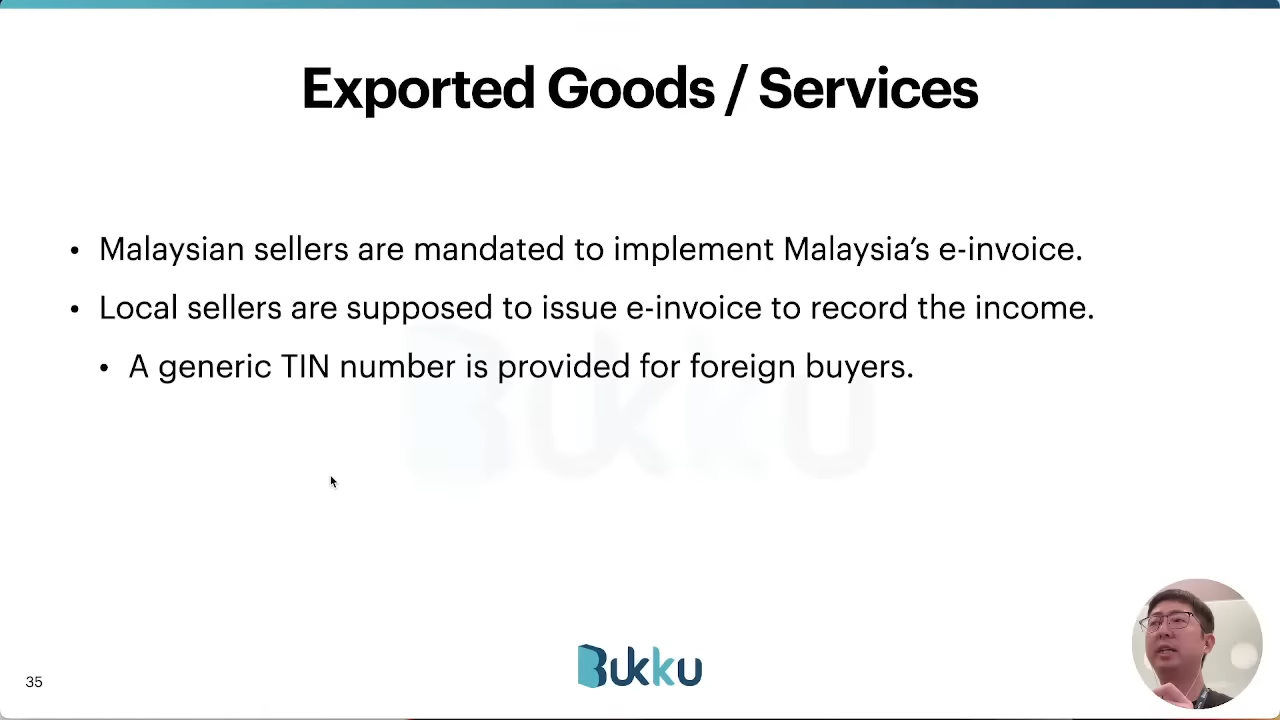 Exported Goods / Services
• Malaysian sellers are mandated to implement Malaysia’s e-invoice.
• Local sellers are supposed to issue e-invoice to record the income.
• A generic TIN number is provided for foreign buyers.
Bukku
35
Bukku